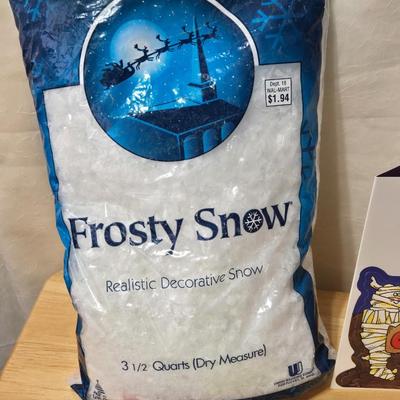 Dept. 18
WAL-MART
$1.94
Frosty Snow
Realistic Decorative Snow
3 1/2 Quarts (Dry Measure)